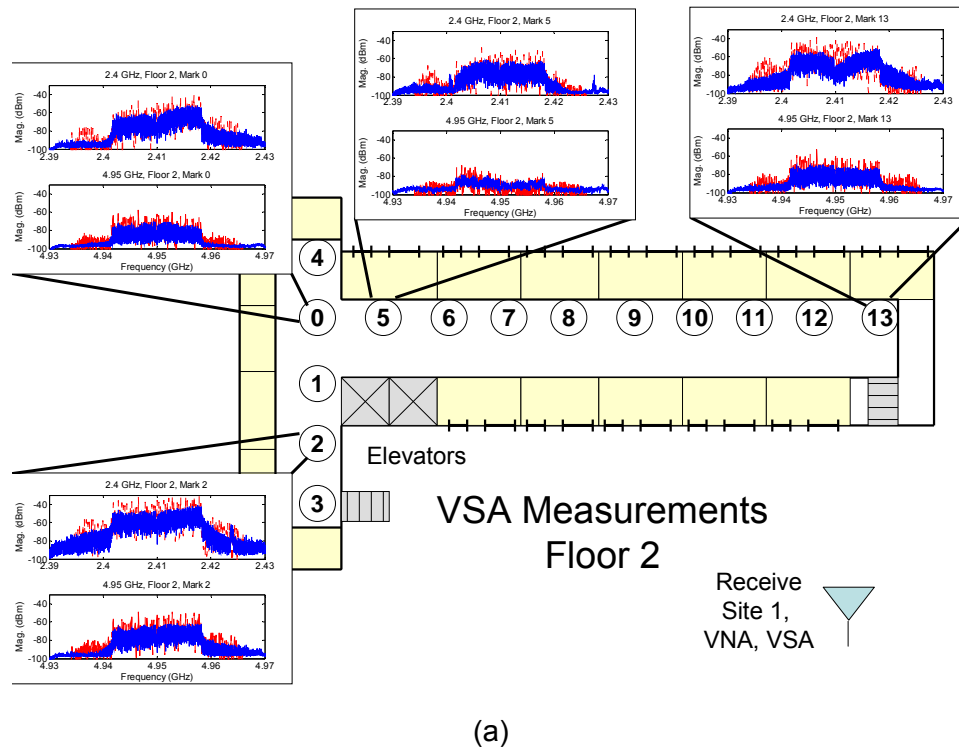 2.4 GHz, Floor 2, Mark 0
Mag. (dBm)
-40
-60
-80
-100
2.39 2.4 2.41 2.42 2.43
4.95 GHz, Floor 2, Mark 0
Mag. (dBm)
-40
-60
-80
-100
4.93 4.94 4.95 4.96 4.97
Frequency (GHz)
2.4 GHz, Floor 2, Mark 5
Mag. (dBm)
-40
-60
-80
-100
2.39 2.4 2.41 2.42 2.43
4.95 GHz, Floor 2, Mark 5
Mag. (dBm)
-40
-60
-80
-100
4.93 4.94 4.95 4.96 4.97
Frequency (GHz)
2.4 GHz, Floor 2, Mark 13
Mag. (dBm)
-40
-60
-80
-100
2.39 2.4 2.41 2.42 2.43
4.95 GHz, Floor 2, Mark 13
Mag. (dBm)
-40
-60
-80
-100
4.93 4.94 4.95 4.96 4.97
Frequency (GHz)
4
0 5 6 7 8 9 10 11 12 13
1
2
3
Elevators
2.4 GHz, Floor 2, Mark 2
Mag. (dBm)
-40
-60
-80
-100
2.39 2.4 2.41 2.42 2.43
4.95 GHz, Floor 2, Mark 2
Mag. (dBm)
-40
-60
-80
-100
4.93 4.94 4.95 4.96 4.97
Frequency (GHz)
VSA Measurements
Floor 2
Receive
Site 1,
VNA, VSA
(a)